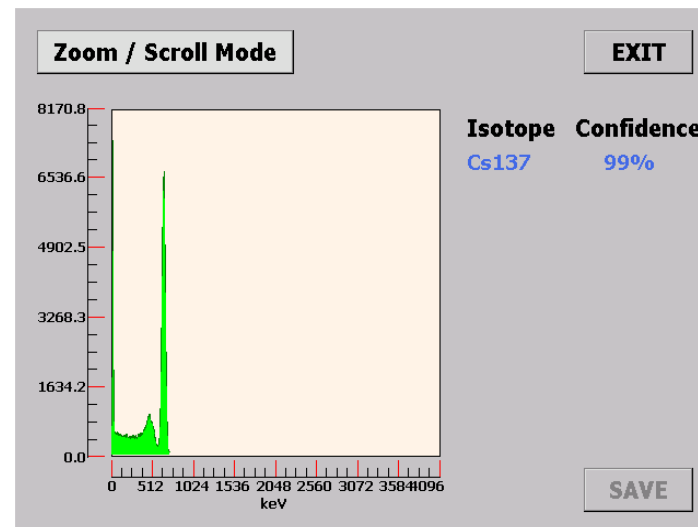 Zoom / Scroll Mode
EXIT
8170.8
6536.6
4902.5
3268.3
1634.2
0.0
0 512 1024 1536 2048 2560 3072 3584 4096
keV
Isotope Confidence
Cs137 99%
SAVE